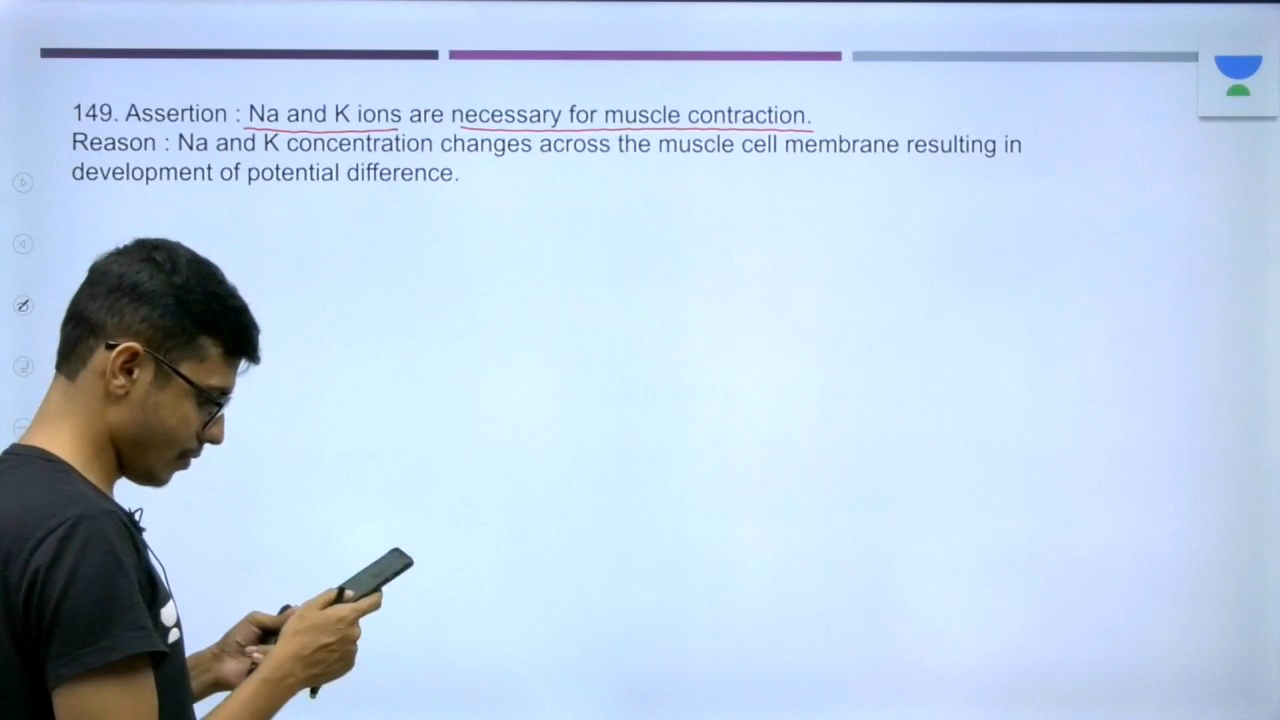 149. Assertion : Na and K ions are necessary for muscle contraction.
Reason : Na and K concentration changes across the muscle cell membrane resulting in
development of potential difference.